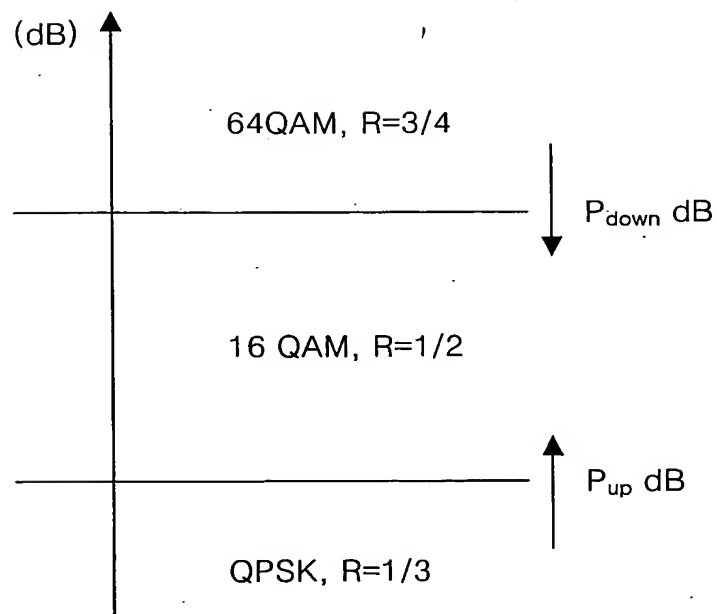 (dB)
64QAM, R=3/4
P_down dB
16 QAM, R=1/2
P_up dB
QPSK, R=1/3